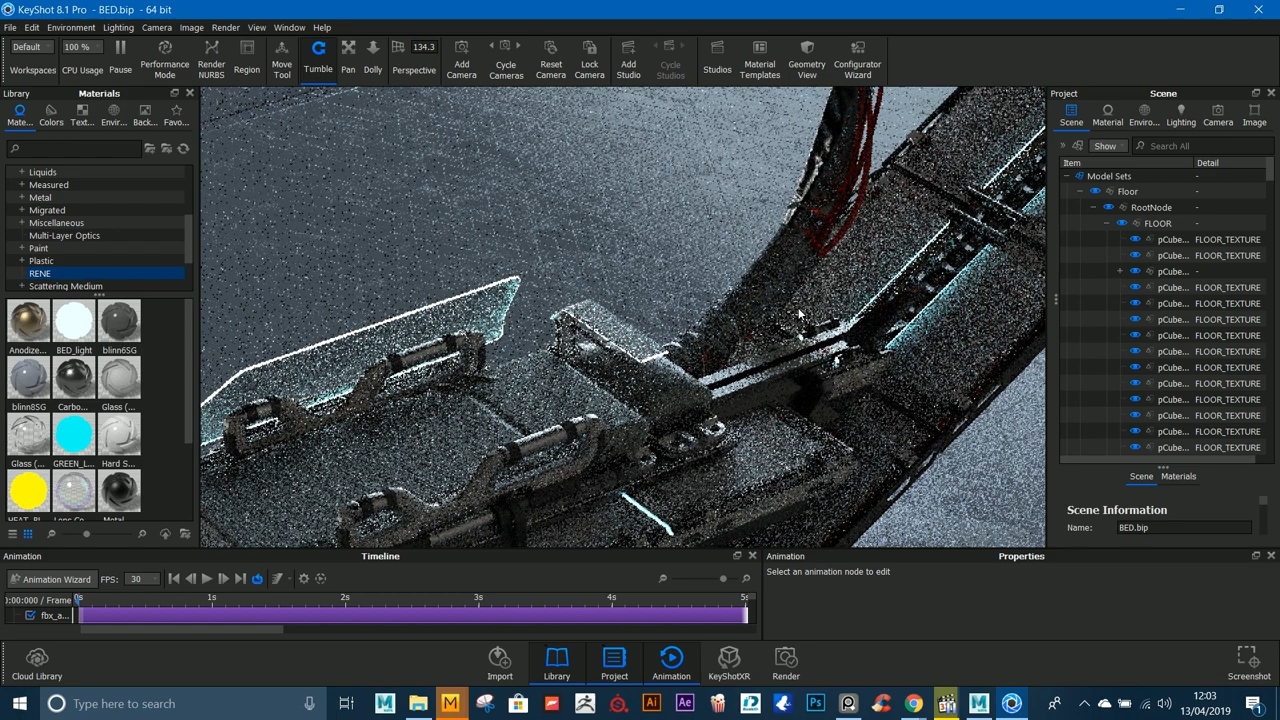 KeyShot 8.1 Pro - BED.bip - 64 bit
File Edit Environment Lighting Camera Image Render View Window Help
Default 100 % 134.3
Workspaces CPU Usage Pause Performance Mode Render NURBS Region Move Tool Tumble Pan Dolly Perspective Add Camera Cycle Cameras Reset Camera Lock Camera Add Studio Cycle Studios Studios Material Templates Geometry View Configurator Wizard
Library Materials
Mate... Colors Text... Envir... Back... Favo...
Liquids
Measured
Metal
Migrated
Miscellaneous
Multi-Layer Optics
Paint
Plastic
RENE
Scattering Medium
Anodize... BED_light blinn6SG
blinn8SG Carbo... Glass (...
Glass (... GREEN_L... Hard S...
Project Scene
Scene Material Enviro... Lighting Camera Image
Show Search All
Item Detail
Model Sets -
Floor -
RootNode -
FLOOR -
pCube... FLOOR_TEXTURE
pCube... FLOOR_TEXTURE
pCube... -
pCube... FLOOR_TEXTURE
pCube... FLOOR_TEXTURE
pCube... FLOOR_TEXTURE
pCube... FLOOR_TEXTURE
pCube... FLOOR_TEXTURE
pCube... FLOOR_TEXTURE
pCube... FLOOR_TEXTURE
pCube... FLOOR_TEXTURE
pCube... FLOOR_TEXTURE
pCube... FLOOR_TEXTURE
pCube... FLOOR_TEXTURE
Scene Materials
Scene Information
Name: BED.bip
Animation Timeline
Animation Wizard FPS: 30
0:00:000 / Frame 0s 1s 2s 3s 4s 5s
fbx_a...
Animation Properties
Select an animation node to edit
Cloud Library Import Library Project Animation KeyShotXR Render Screenshot
Type here to search
12:03
13/04/2019